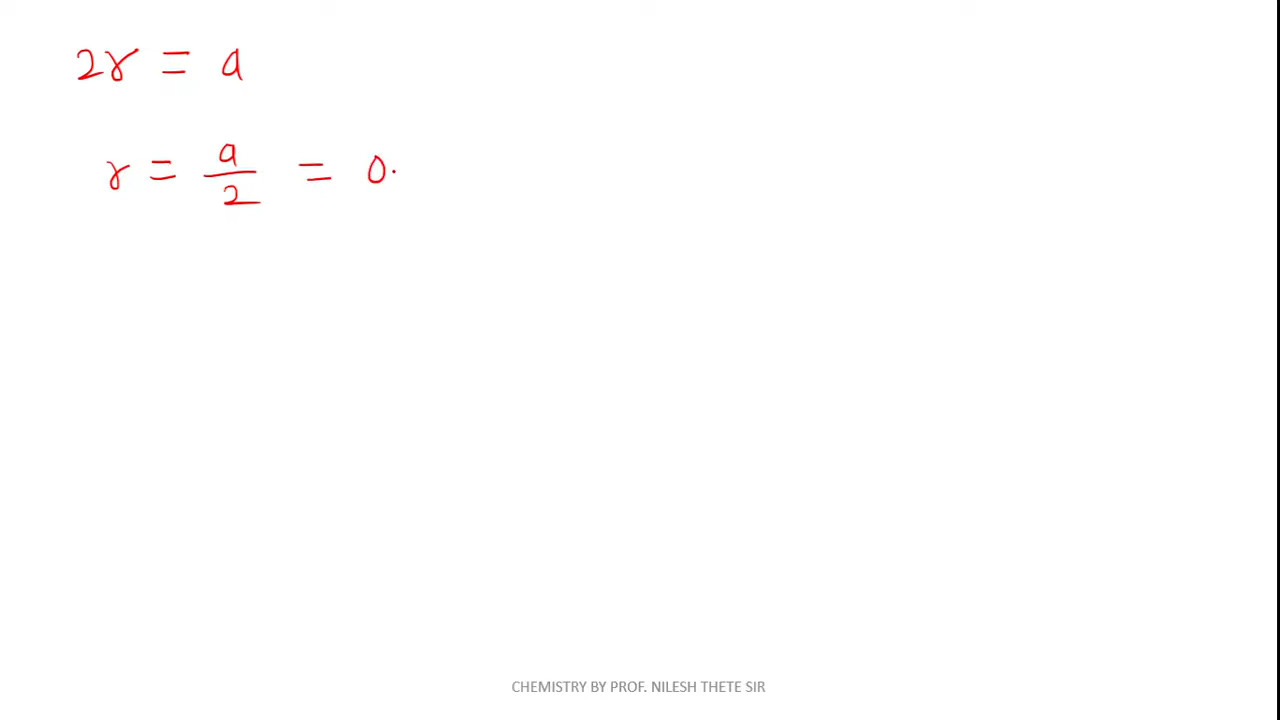 2r = a
r = a/2 = 0.
CHEMISTRY BY PROF. NILESH THETE SIR